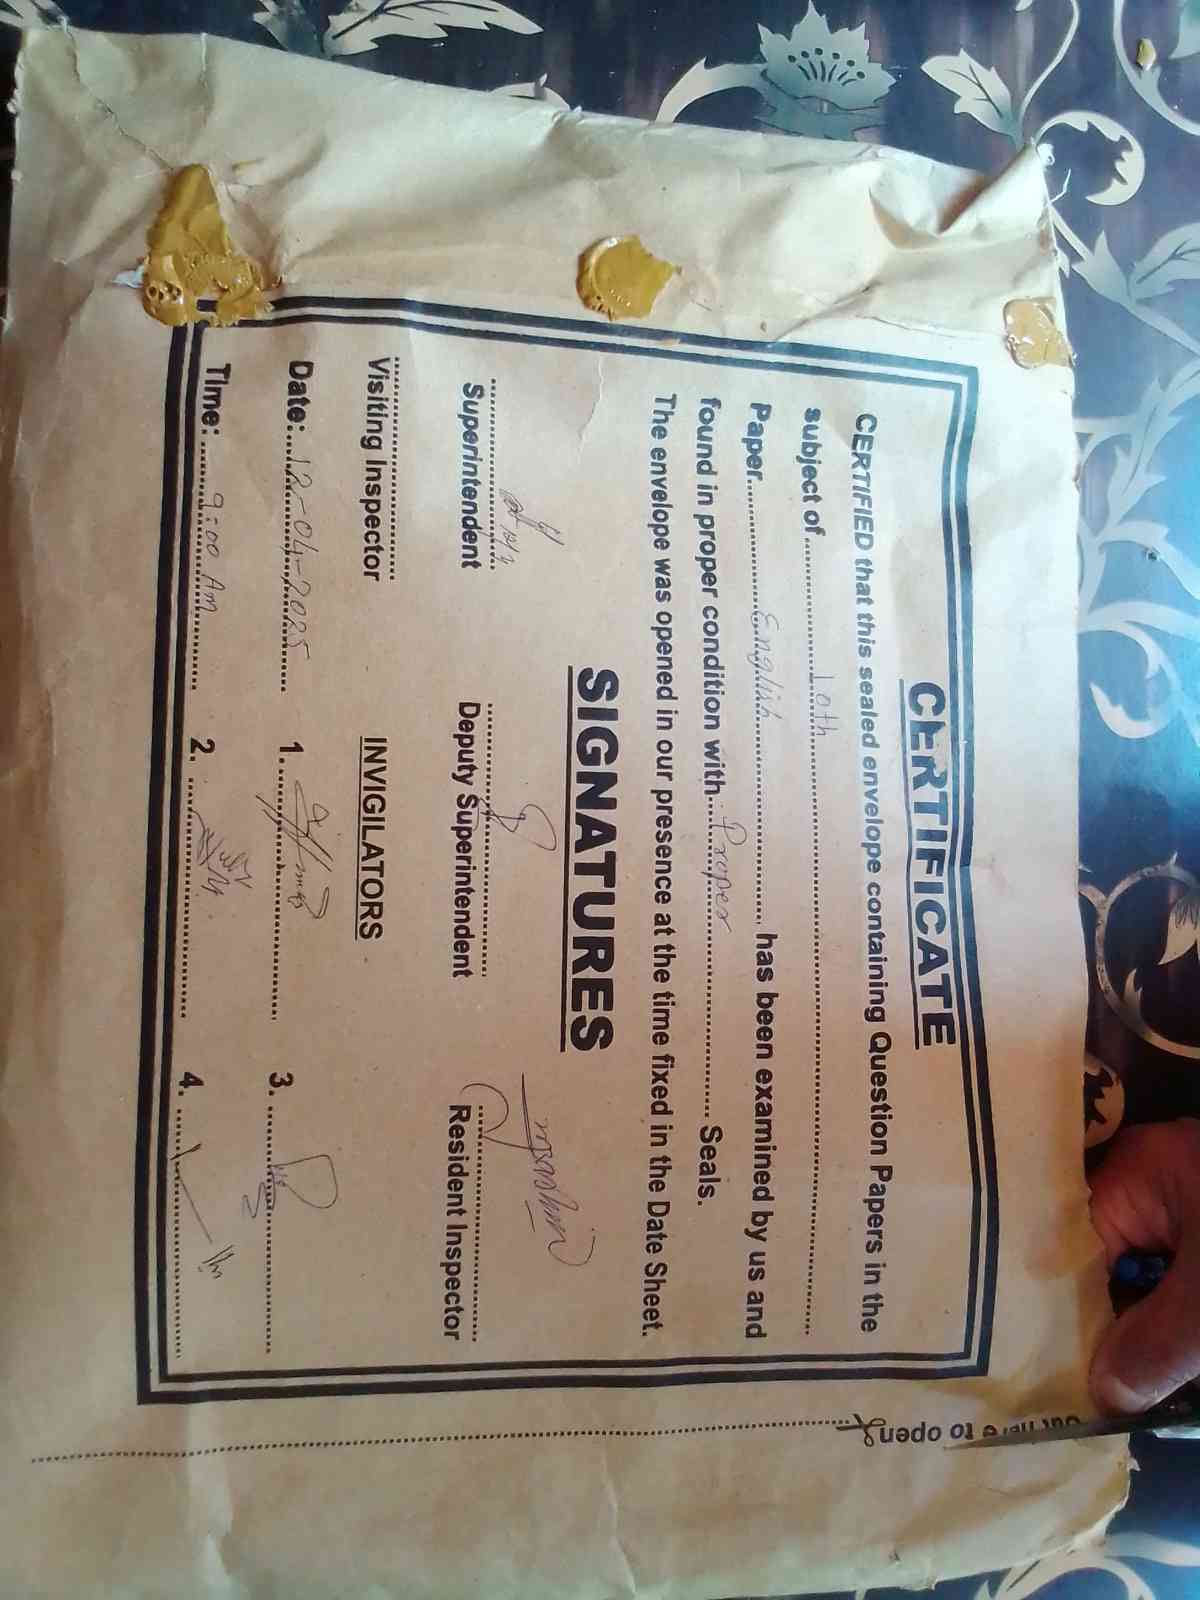 CERTIFICATE
CERTIFIED that this sealed envelope containing Question Papers in the
subject of 10th
Paper English has been examined by us and
found in proper condition with Proper Seals.
The envelope was opened in our presence at the time fixed in the Date Sheet.
SIGNATURES
Superintendent Deputy Superintendent Resident Inspector
Visiting Inspector INVIGILATORS
Date: 12-04-2025 1. 3.
Time: 9:00 AM 2. 4.
Cut Here to open